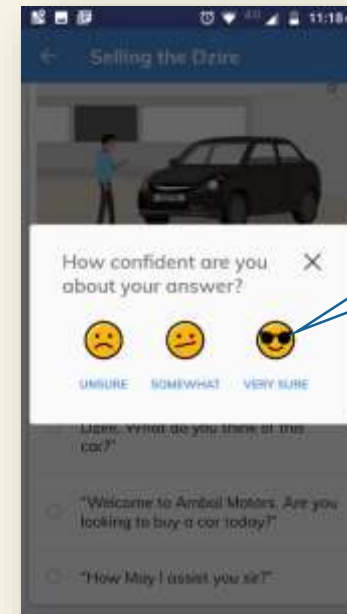 4G 11:18
Selling the Dzire
How confident are you
about your answer?
UNSURE SOMEWHAT VERY SURE
Dzire. What do you think of this
car?"
"Welcome to Ambal Motors. Are you
looking to buy a car today?"
"How May I assist you sir?"